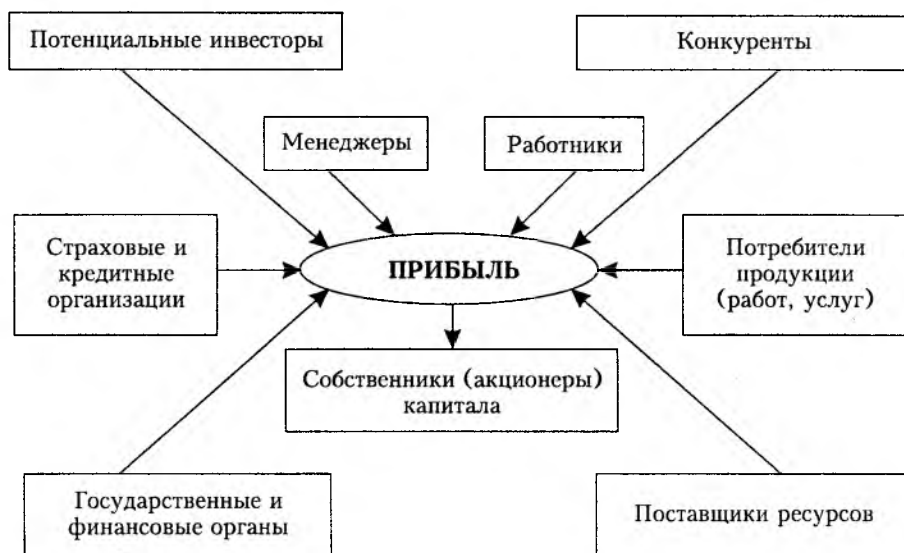 Потенциальные инвесторы
Конкуренты
Менеджеры
Работники
Страховые и
кредитные
организации
ПРИБЫЛЬ
Потребители
продукции
(работ, услуг)
Собственники (акционеры)
капитала
Государственные и
финансовые органы
Поставщики ресурсов